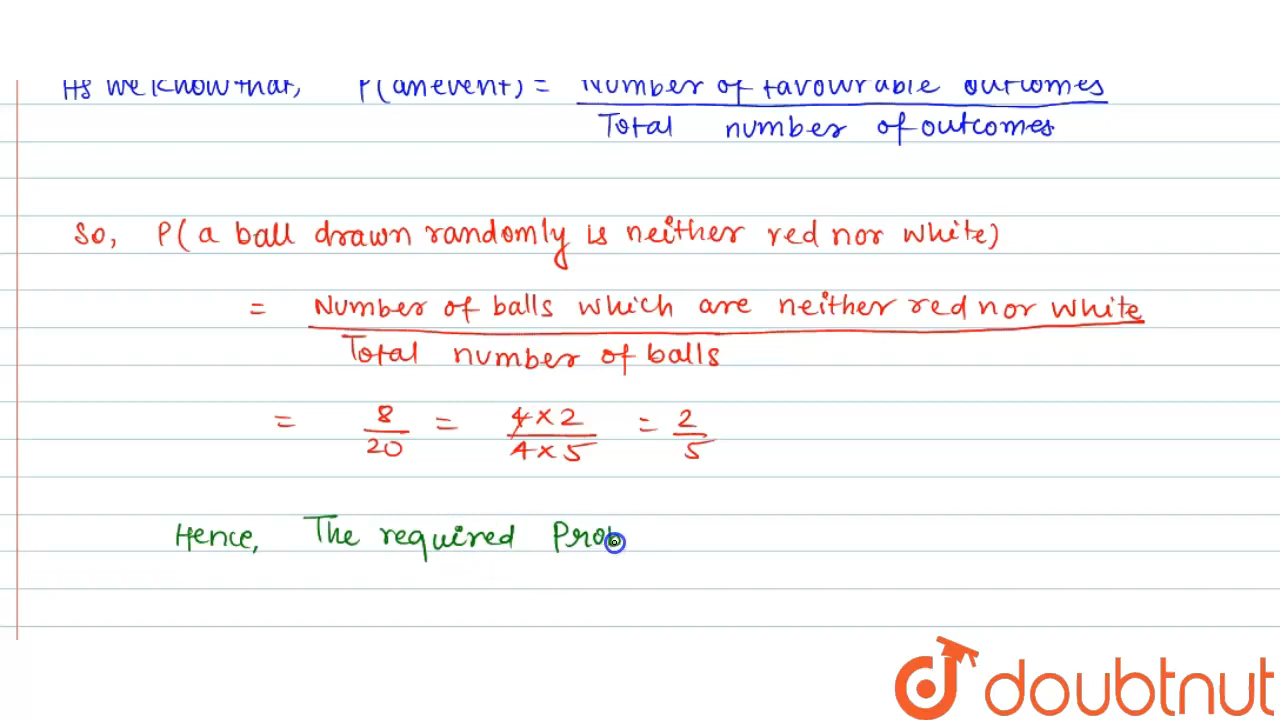 As we know that, P(an event) = Number of favourable outcomes
Total number of outcomes
So, P( a ball drawn randomly is neither red nor white)
= Number of balls which are neither red nor white
Total number of balls
= 8/20 = 4 × 2/4 × 5 = 2/5
Hence, The required Prob
doubtnut